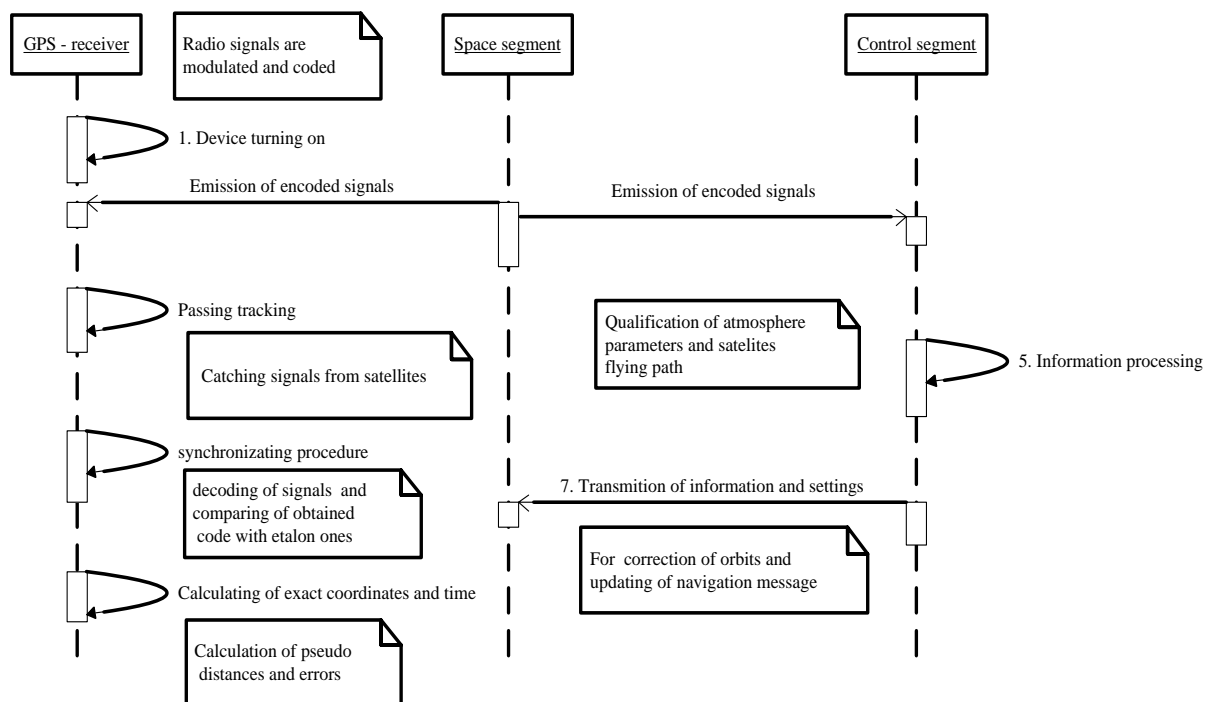 GPS - receiver
Radio signals are
modulated and coded
Space segment
Control segment
1. Device turning on
Emission of encoded signals
Emission of encoded signals
Passing tracking
Qualification of atmosphere
parameters and satelites
flying path
Catching signals from satellites
5. Information processing
synchronizating procedure
decoding of signals and
comparing of obtained
code with etalon ones
7. Transmition of information and settings
For correction of orbits and
updating of navigation message
Calculating of exact coordinates and time
Calculation of pseudo
distances and errors